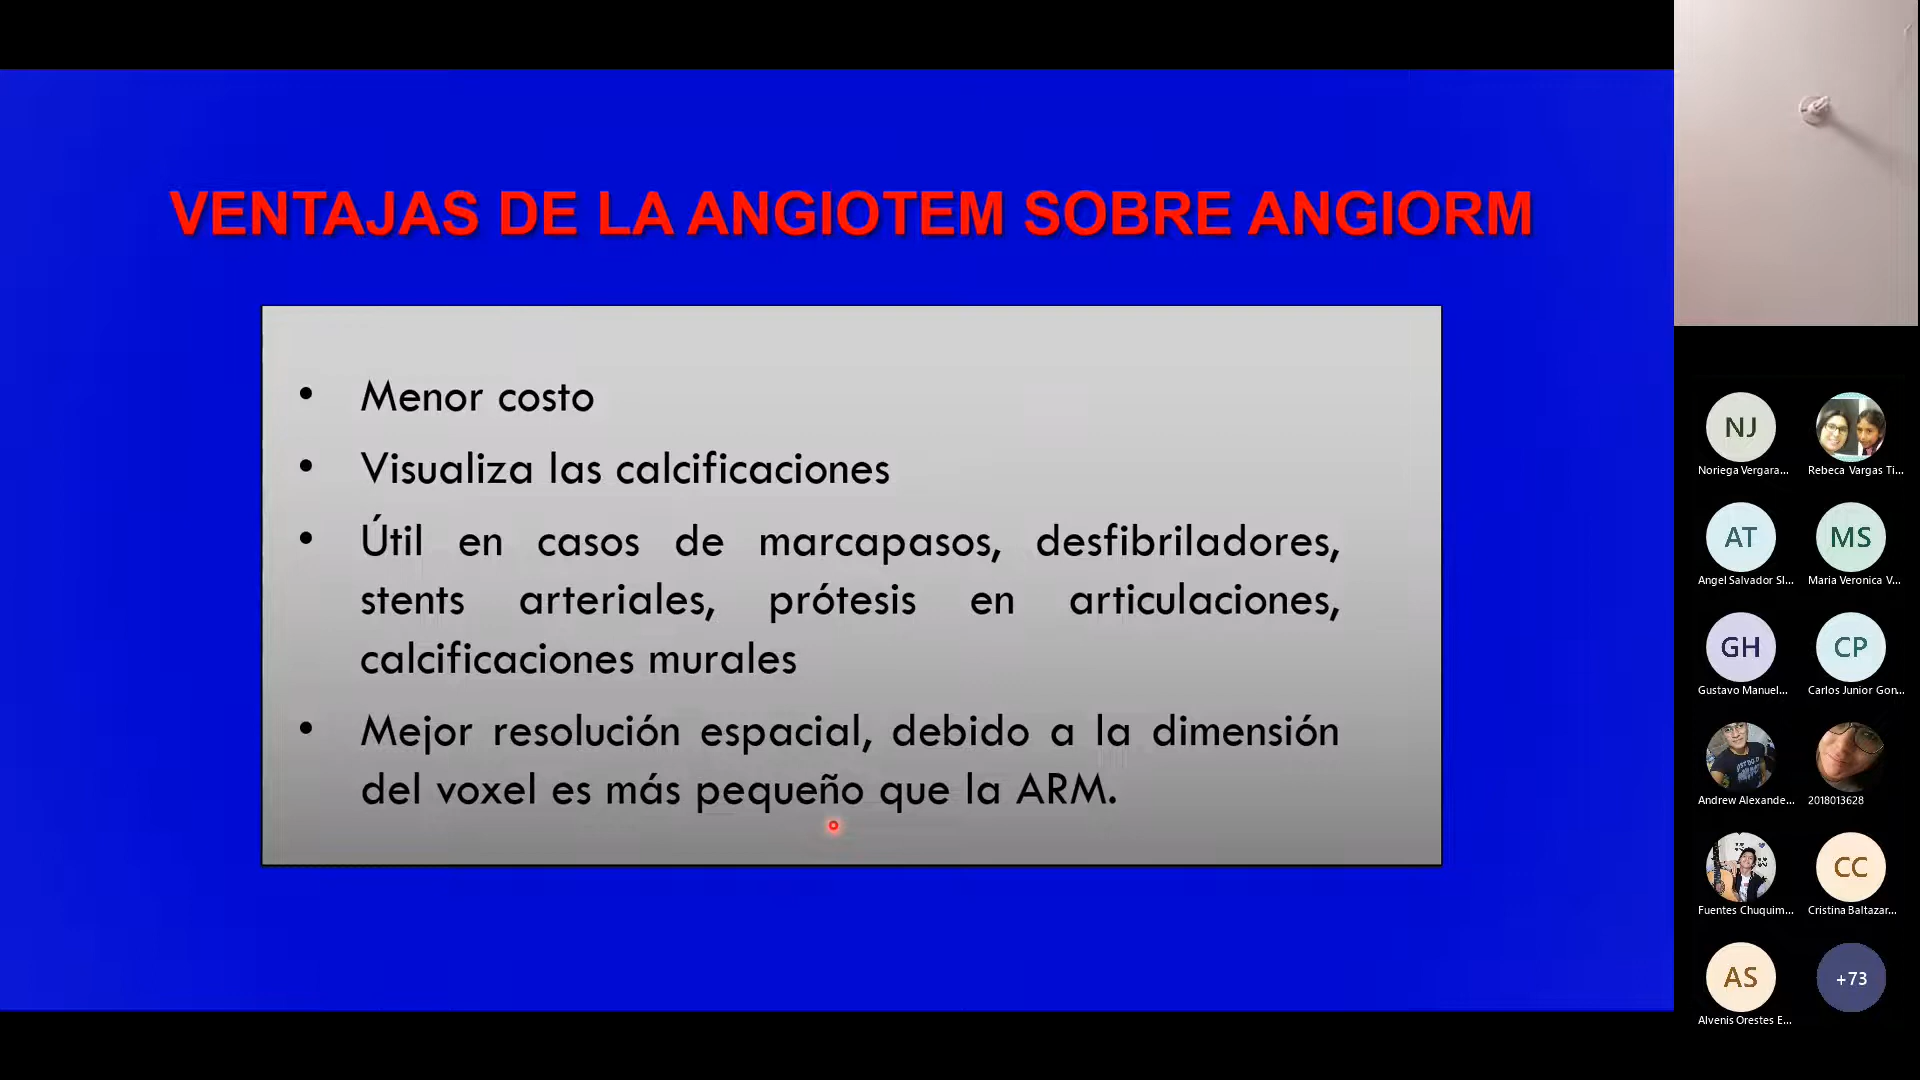 VENTAJAS DE LA ANGIOTEM SOBRE ANGIORM
• Menor costo
• Visualiza las calcificaciones
• Útil en casos de marcapasos, desfibriladores,
stents arteriales, prótesis en articulaciones,
calcificaciones murales
• Mejor resolución espacial, debido a la dimensión
del voxel es más pequeño que la ARM.
NJ
Noriega Vergara...
Rebeca Vargas Ti...
AT
Angel Salvador Sl...
MS
Maria Veronica V...
GH
Gustavo Manuel...
CP
Carlos Junior Gon...
Andrew Alexande...
2018013628
Fuentes Chuquim...
CC
Cristina Baltazar...
AS
Alvenis Orestes E...
+73